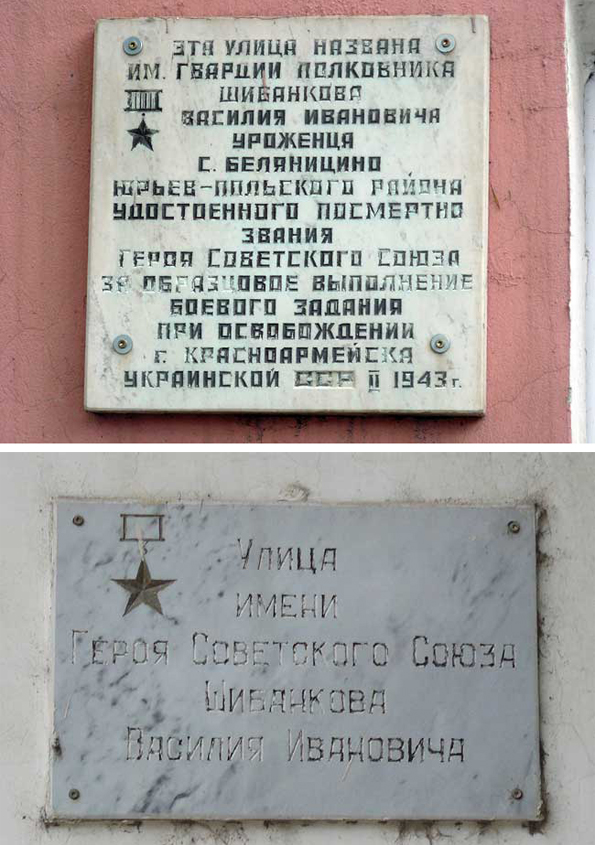 ЭТА УЛИЦА НАЗВАНА
ИМ. ГВАРДИИ ПОЛКОВНИКА
ШИБАНКОВА
ВАСИЛИЯ ИВАНОВИЧА
УРОЖЕНЦА
С. БЕЛЯНИЦИНО
ЮРЬЕВ-ПОЛЬСКОГО РАЙОНА
УДОСТОЕННОГО ПОСМЕРТНО
ЗВАНИЯ
ГЕРОЯ СОВЕТСКОГО СОЮЗА
ЗА ОБРАЗЦОВОЕ ВЫПОЛНЕНИЕ
БОЕВОГО ЗАДАНИЯ
ПРИ ОСВОБОЖДЕНИИ
г. КРАСНОАРМЕЙСКА
УКРАИНСКОЙ ССР II 1943г.
Улица
имени
Героя Советского Союза
Шибанкова
Василия Ивановича